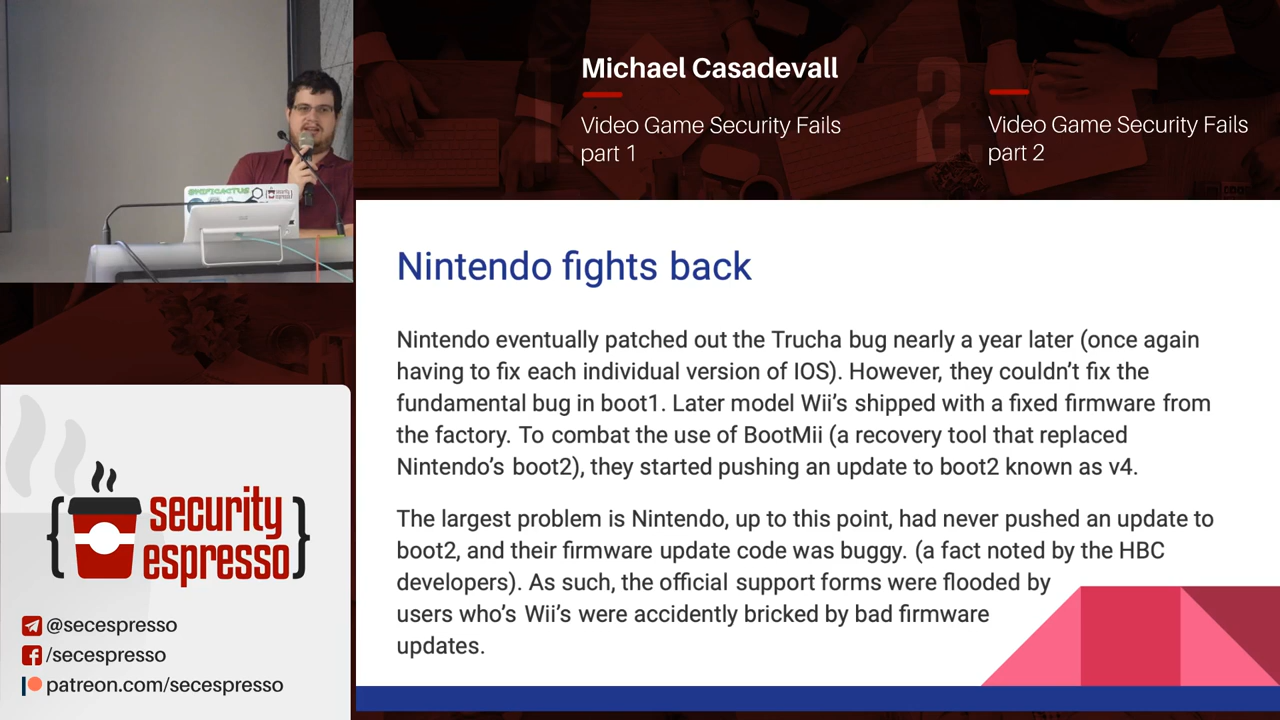 Michael Casadevall
Video Game Security Fails
part 1
Video Game Security Fails
part 2
Nintendo fights back
Nintendo eventually patched out the Trucha bug nearly a year later (once again
having to fix each individual version of IOS). However, they couldn't fix the
fundamental bug in boot1. Later model Wii's shipped with a fixed firmware from
the factory. To combat the use of BootMii (a recovery tool that replaced
Nintendo's boot2), they started pushing an update to boot2 known as v4.
The largest problem is Nintendo, up to this point, had never pushed an update to
boot2, and their firmware update code was buggy. (a fact noted by the HBC
developers). As such, the official support forms were flooded by
users who's Wii's were accidently bricked by bad firmware
updates.
security
espresso
@secespresso
/secespresso
patreon.com/secespresso